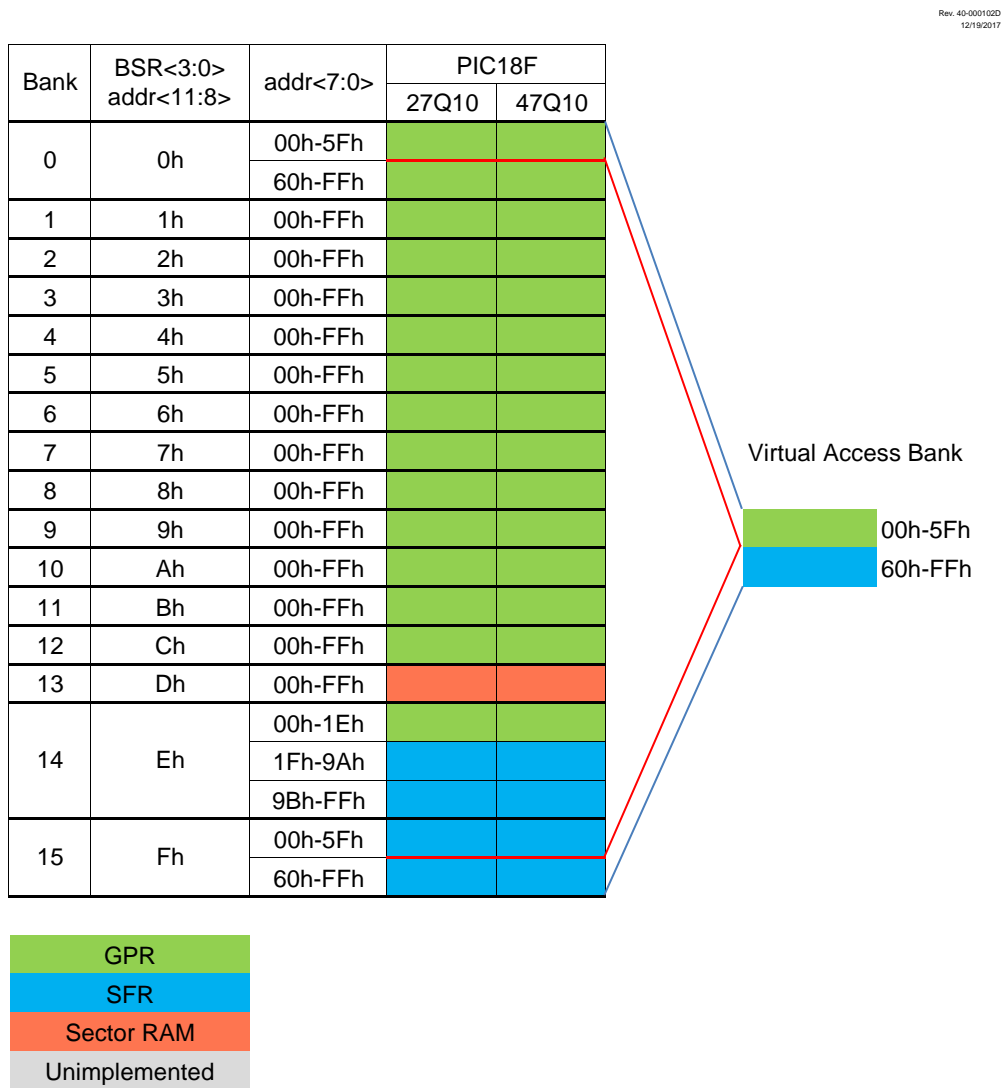 Rev. 40-000102D
12/19/2017
Bank BSR<3:0> addr<11:8> addr<7:0> PIC18F
27Q10 47Q10
0 0h 00h-5Fh
60h-FFh
1 1h 00h-FFh
2 2h 00h-FFh
3 3h 00h-FFh
4 4h 00h-FFh
5 5h 00h-FFh
6 6h 00h-FFh
7 7h 00h-FFh
Virtual Access Bank
8 8h 00h-FFh
9 9h 00h-FFh
00h-5Fh
10 Ah 00h-FFh
60h-FFh
11 Bh 00h-FFh
12 Ch 00h-FFh
13 Dh 00h-FFh
14 Eh 00h-1Eh
1Fh-9Ah
9Bh-FFh
15 Fh 00h-5Fh
60h-FFh
GPR
SFR
Sector RAM
Unimplemented